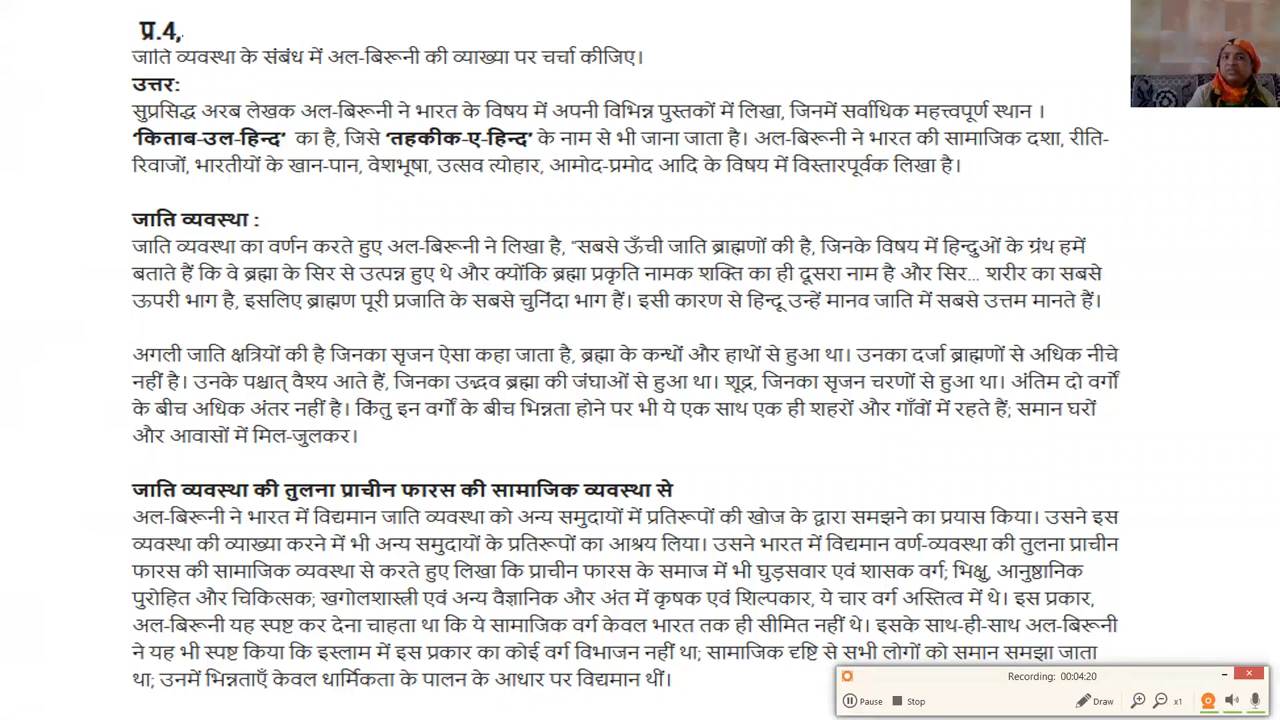 प्र.4,
जाति व्यवस्था के संबंध में अल-बिरूनी की व्याख्या पर चर्चा कीजिए।
उत्तर:
सुप्रसिद्ध अरब लेखक अल-बिरूनी ने भारत के विषय में अपनी विभिन्न पुस्तकों में लिखा, जिनमें सर्वाधिक महत्त्वपूर्ण स्थान ।
‘किताब-उल-हिन्द’ का है, जिसे ‘तहकीक-ए-हिन्द’ के नाम से भी जाना जाता है। अल-बिरूनी ने भारत की सामाजिक दशा, रीति-
रिवाजों, भारतीयों के खान-पान, वेशभूषा, उत्सव त्योहार, आमोद-प्रमोद आदि के विषय में विस्तारपूर्वक लिखा है।
जाति व्यवस्था :
जाति व्यवस्था का वर्णन करते हुए अल-बिरूनी ने लिखा है, “सबसे ऊँची जाति ब्राह्मणों की है, जिनके विषय में हिन्दुओं के ग्रंथ हमें
बताते हैं कि वे ब्रह्मा के सिर से उत्पन्न हुए थे और क्योंकि ब्रह्मा प्रकृति नामक शक्ति का ही दूसरा नाम है और सिर... शरीर का सबसे
ऊपरी भाग है, इसलिए ब्राह्मण पूरी प्रजाति के सबसे चुनिंदा भाग हैं। इसी कारण से हिन्दू उन्हें मानव जाति में सबसे उत्तम मानते हैं।
अगली जाति क्षत्रियों की है जिनका सृजन ऐसा कहा जाता है, ब्रह्मा के कन्धों और हाथों से हुआ था। उनका दर्जा ब्राह्मणों से अधिक नीचे
नहीं है। उनके पश्चात् वैश्य आते हैं, जिनका उद्भव ब्रह्मा की जंघाओं से हुआ था। शूद्र, जिनका सृजन चरणों से हुआ था। अंतिम दो वर्गों
के बीच अधिक अंतर नहीं है। किंतु इन वर्गों के बीच भिन्नता होने पर भी ये एक साथ एक ही शहरों और गाँवों में रहते हैं; समान घरों
और आवासों में मिल-जुलकर।
जाति व्यवस्था की तुलना प्राचीन फारस की सामाजिक व्यवस्था से
अल-बिरूनी ने भारत में विद्यमान जाति व्यवस्था को अन्य समुदायों में प्रतिरूपों की खोज के द्वारा समझने का प्रयास किया। उसने इस
व्यवस्था की व्याख्या करने में भी अन्य समुदायों के प्रतिरूपों का आश्रय लिया। उसने भारत में विद्यमान वर्ण-व्यवस्था की तुलना प्राचीन
फारस की सामाजिक व्यवस्था से करते हुए लिखा कि प्राचीन फारस के समाज में भी घुड़सवार एवं शासक वर्ग; भिक्षु, आनुष्ठानिक
पुरोहित और चिकित्सक; खगोलशास्त्री एवं अन्य वैज्ञानिक और अंत में कृषक एवं शिल्पकार, ये चार वर्ग अस्तित्व में थे। इस प्रकार,
अल-बिरूनी यह स्पष्ट कर देना चाहता था कि ये सामाजिक वर्ग केवल भारत तक ही सीमित नहीं थे। इसके साथ-ही-साथ अल-बिरूनी
ने यह भी स्पष्ट किया कि इस्लाम में इस प्रकार का कोई वर्ग विभाजन नहीं था; सामाजिक दृष्टि से सभी लोगों को समान समझा जाता
था; उनमें भिन्नताएँ केवल धार्मिकता के पालन के आधार पर विद्यमान थीं।
Recording: 00:04:20
Pause Stop Draw x1